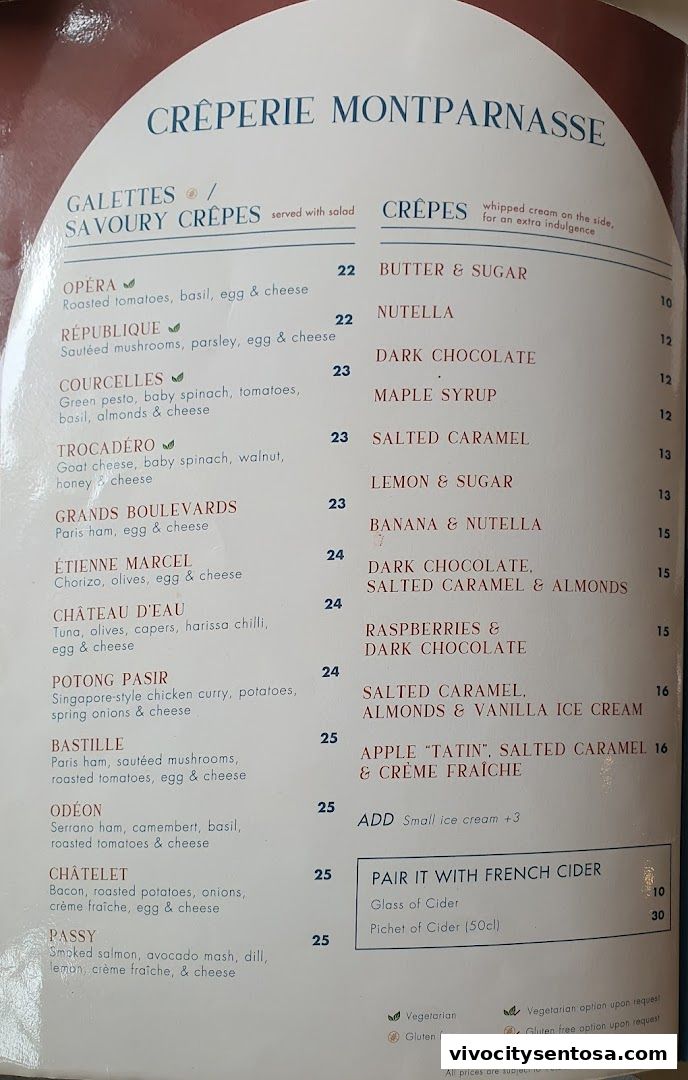 CRÊPERIE MONTPARNASSE
GALETTES /
SAVOURY CRÊPES served with salad
OPÉRA 22
Roasted tomatoes, basil, egg & cheese
RÉPUBLIQUE 22
Sautéed mushrooms, parsley, egg & cheese
COURCELLES 23
Green pesto, baby spinach, tomatoes,
basil, almonds & cheese
TROCADÉRO 23
Goat cheese, baby spinach, walnut,
honey & cheese
GRANDS BOULEVARDS 23
Paris ham, egg & cheese
ÉTIENNE MARCEL 24
Chorizo, olives, egg & cheese
CHÂTEAU D'EAU 24
Tuna, olives, capers, harissa chilli,
egg & cheese
POTONG PASIR 24
Singapore-style chicken curry, potatoes,
spring onions & cheese
BASTILLE 25
Paris ham, sautéed mushrooms,
roasted tomatoes, egg & cheese
ODÉON 25
Serrano ham, camembert, basil,
roasted tomatoes & cheese
CHÂTELET 25
Bacon, roasted potatoes, onions,
crème fraîche, egg & cheese
PASSY 25
Smoked salmon, avocado mash, dill,
lemon, crème fraîche, & cheese
CRÊPES whipped cream on the side,
for an extra indulgence
BUTTER & SUGAR 10
NUTELLA 12
DARK CHOCOLATE 12
MAPLE SYRUP 12
SALTED CARAMEL 13
LEMON & SUGAR 13
BANANA & NUTELLA 15
DARK CHOCOLATE, 15
SALTED CARAMEL & ALMONDS
RASPBERRIES & 15
DARK CHOCOLATE
SALTED CARAMEL, 16
ALMONDS & VANILLA ICE CREAM
APPLE "TATIN", SALTED CARAMEL 16
& CRÈME FRAÎCHE
ADD Small ice cream +3
PAIR IT WITH FRENCH CIDER
Glass of Cider 10
Pichet of Cider (50cl) 30
Vegetarian
Vegetarian option upon request
Gluten
Gluten free option upon request
All prices are subject to
vivocitysentosa.com